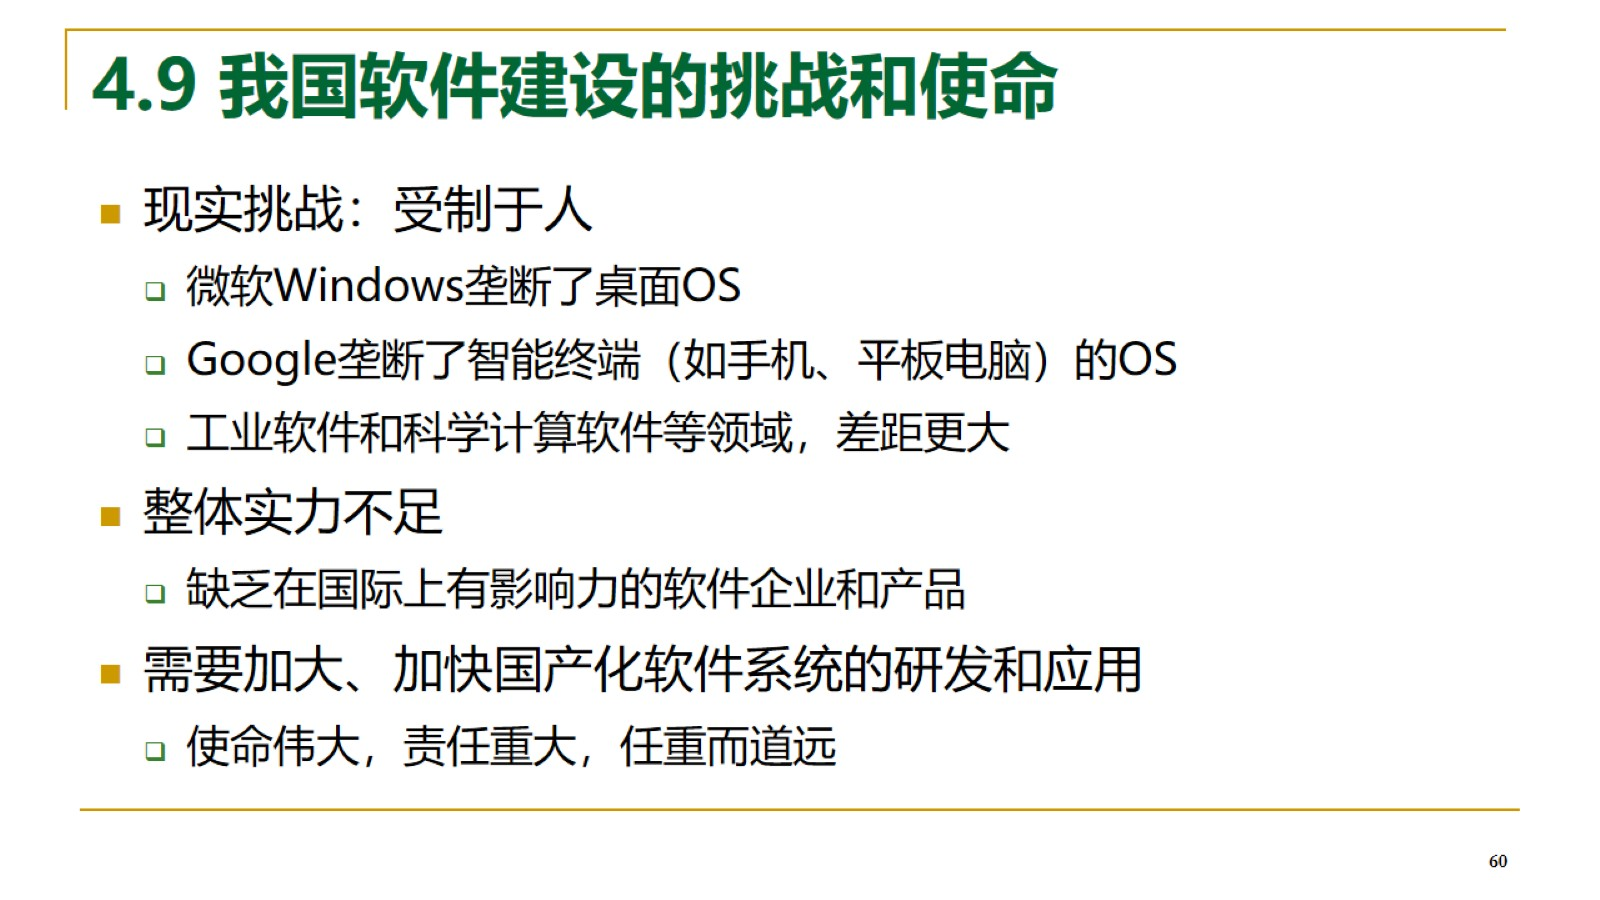 4.9 我国软件建设的挑战和使命
现实挑战：受制于人
微软Windows垄断了桌面OS
Google垄断了智能终端（如手机、平板电脑）的OS
工业软件和科学计算软件等领域，差距更大
整体实力不足
缺乏在国际上有影响力的软件企业和产品
需要加大、加快国产化软件系统的研发和应用
使命伟大，责任重大，任重而道远
60